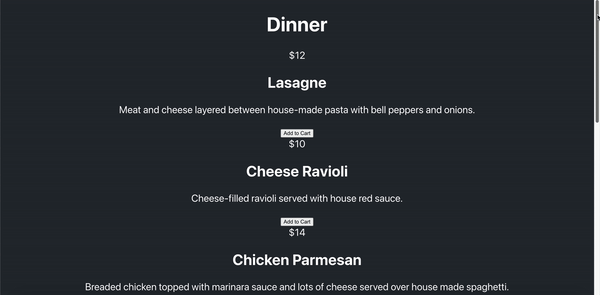 Dinner
$12
Lasagne
Meat and cheese layered between house-made pasta with bell peppers and onions.
Add to Cart
$10
Cheese Ravioli
Cheese-filled ravioli served with house red sauce.
Add to Cart
$14
Chicken Parmesan
Breaded chicken topped with marinara sauce and lots of cheese served over house made spaghetti.